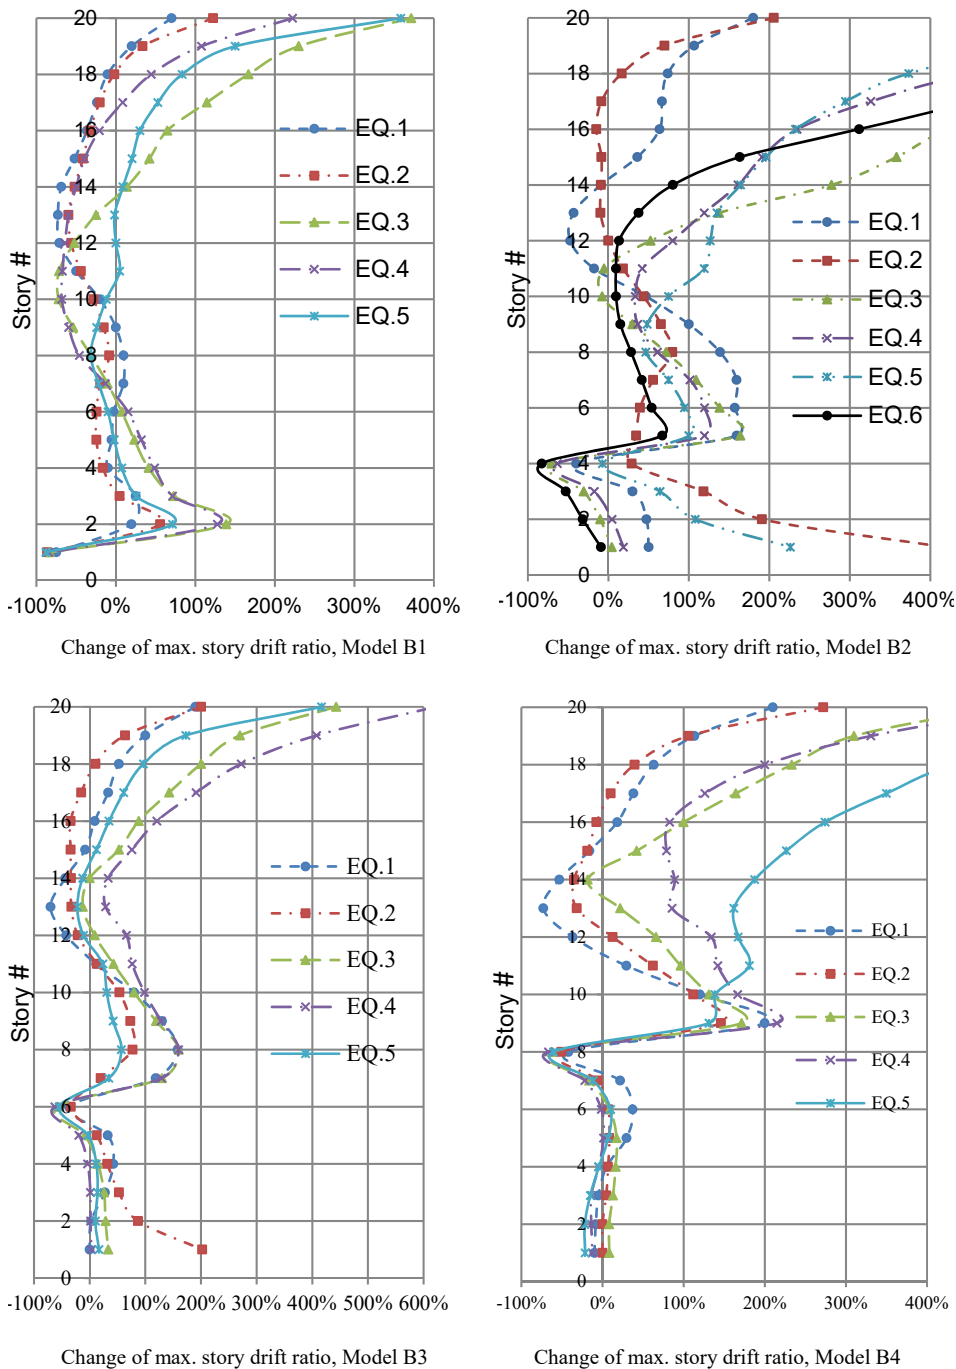 20
18
16
14
12
10
8
6
4
2
0
Story #
-100% 0% 100% 200% 300% 400%
EQ.1
EQ.2
EQ.3
EQ.4
EQ.5
Change of max. story drift ratio, Model B1
20
18
16
14
12
10
8
6
4
2
0
Story #
-100% 0% 100% 200% 300% 400%
EQ.1
EQ.2
EQ.3
EQ.4
EQ.5
EQ.6
Change of max. story drift ratio, Model B2
20
18
16
14
12
10
8
6
4
2
0
Story #
-100% 0% 100% 200% 300% 400% 500% 600%
EQ.1
EQ.2
EQ.3
EQ.4
EQ.5
Change of max. story drift ratio, Model B3
20
18
16
14
12
10
8
6
4
2
0
Story #
-100% 0% 100% 200% 300% 400%
EQ.1
EQ.2
EQ.3
EQ.4
EQ.5
Change of max. story drift ratio, Model B4